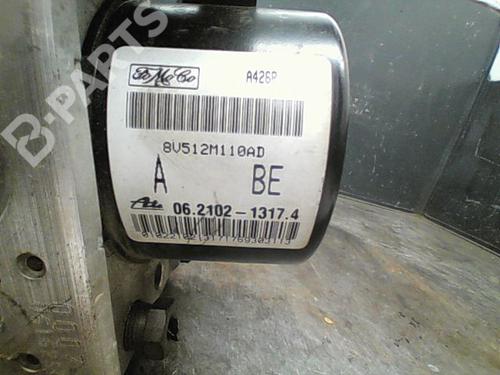 B-PARTS
FoMoCo A426P
8V512M110AD
A BE
Ate 06.2102-1317.4